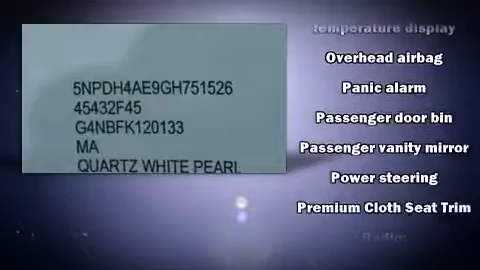 5NPDH4AE9GH751526
45432F45
G4NBFK120133
MA
QUARTZ WHITE PEARL
Temperature display
Overhead airbag
Panic alarm
Passenger door bin
Passenger vanity mirror
Power steering
Premium Cloth Seat Trim
Radio: